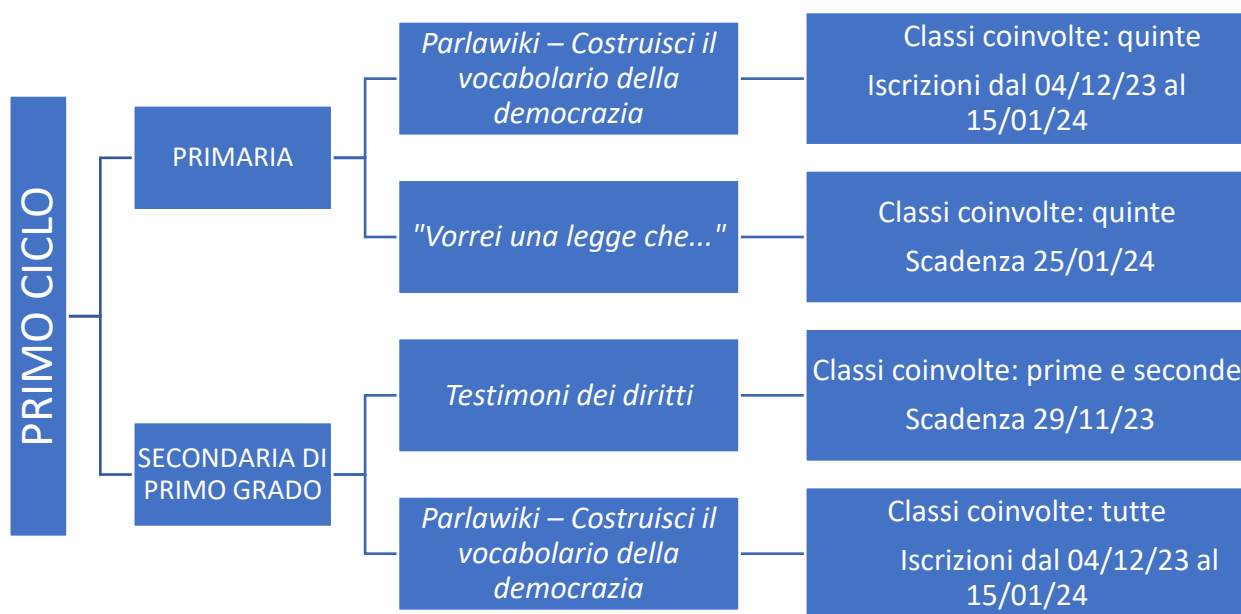 PRIMO CICLO
PRIMARIA
Parlawiki – Costruisci il
vocabolario della
democrazia
Classi coinvolte: quinte
Iscrizioni dal 04/12/23 al
15/01/24
"Vorrei una legge che..."
Classi coinvolte: quinte
Scadenza 25/01/24
SECONDARIA DI
PRIMO GRADO
Testimoni dei diritti
Classi coinvolte: prime e seconde
Scadenza 29/11/23
Parlawiki – Costruisci il
vocabolario della
democrazia
Classi coinvolte: tutte
Iscrizioni dal 04/12/23 al
15/01/24